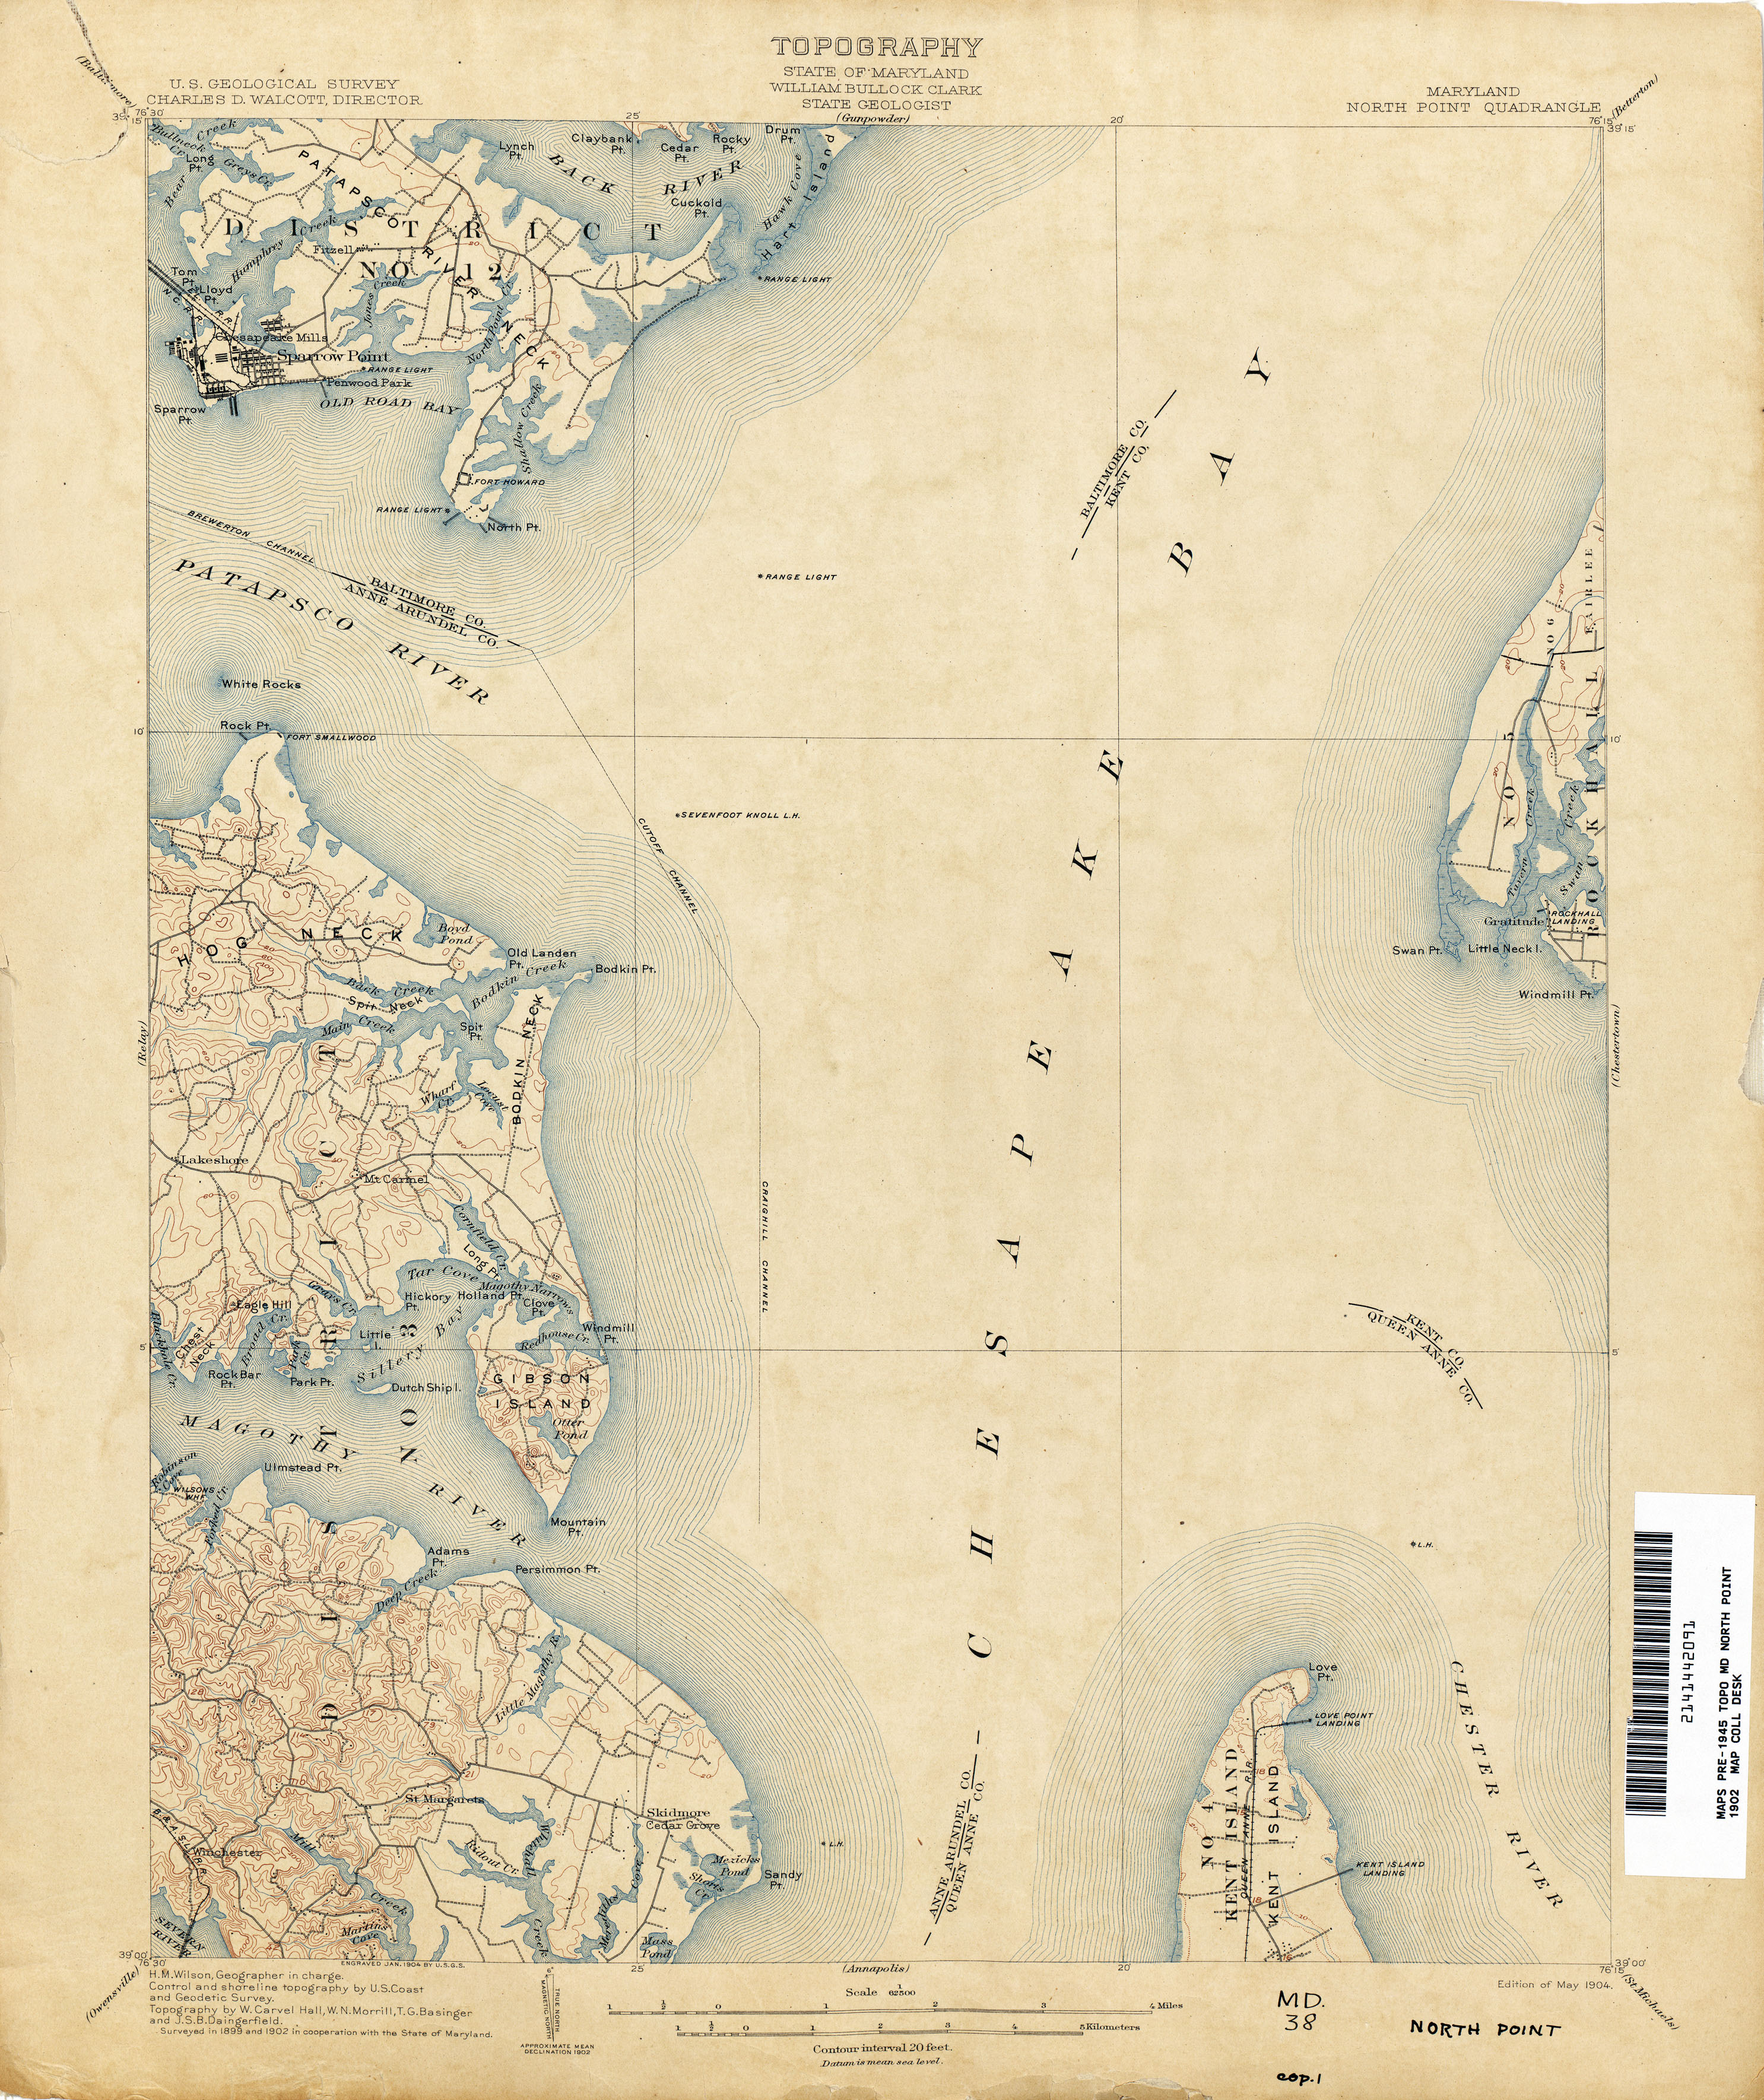 TOPOGRAPHY
STATE OF MARYLAND
WILLIAM BULLOCK CLARK
STATE GEOLOGIST
U.S. GEOLOGICAL SURVEY
CHARLES D. WALCOTT, DIRECTOR
MARYLAND
NORTH POINT QUADRANGLE
(Baltimore)
(Gunpowder)
(Betterton)
76°30'
39°15'
25'
20'
76°15'
39°15'
Bullneck
Cr.
Creek
Long
Pt.
Greys Cr.
Bear
PATAPSCO RIVER NECK
Lynch
Pt.
BACK RIVER
Claybank
Pt.
Cedar
Pt.
Rocky
Pt.
Drum
Pt.
Hawk Cove
Hart Island
Cuckold
Pt.
DISTRICT
NO 12
Humphrey Creek
Fitzell
Tom
Pt.
Lloyd
Pt.
Jones Creek
North Point Cr.
RANGE LIGHT
Chesapeake Mills
Sparrow Point
RANGE LIGHT
Penwood Park
OLD ROAD BAY
Sparrow
Pt.
Shallow Creek
FORT HOWARD
RANGE LIGHT
North Pt.
BREWERTON CHANNEL
BALTIMORE CO.
ANNE ARUNDEL CO.
PATAPSCO RIVER
RANGE LIGHT
BALTIMORE CO.
KENT CO.
CHESAPEAKE BAY
White Rocks
Rock Pt.
FORT SMALLWOOD
10'
10'
SEVENFOOT KNOLL L.H.
CUTOFF CHANNEL
NO 6
FAIRLEE
NO 5
ROCK HALL
Tavern Creek
Swan Creek
Gratitude
ROCKHALL
LANDING
Swan Pt.
Little Neck I.
Windmill Pt.
(Chestertown)
HOG NECK
Boyd
Pond
Old Landen
Pt.
Bodkin Creek
Bodkin Pt.
Back Creek
Spit Neck
Main Creek
Spit
Pt.
BODKIN NECK
Wharf
Cr.
Locust
Cove
(Relay)
Lakeshore
Mt Carmel
CRAIGHILL CHANNEL
Cornfield Cr.
Long Pt.
Tar Cove
Magothy Narrows
Hickory
Pt.
Holland Pt.
Clove
Pt.
Grays Cr.
Eagle Hill
Broad Cr.
Chest
Neck
Blackhole Cr.
Park
Cr.
Little
I.
Sillery Bay
Redhouse Cr.
Windmill
Pt.
5'
5'
Rock Bar
Pt.
Park Pt.
Dutch Ship I.
GIBSON
ISLAND
Otter
Pond
DISTRICT
NO 3
MAGOTHY RIVER
KENT CO.
QUEEN ANNE CO.
Robinson
Cove
WILSONS
WHF.
Forked Cr.
Ulmstead Pt.
Mountain
Pt.
Adams
Pt.
Persimmon Pt.
Deep Creek
L.H.
Little Magothy R.
Love
Pt.
LOVE POINT
LANDING
CHESTER RIVER
St Margarets
Skidmore
Cedar Grove
B.& A. S.L. R.R.
Winchester
Mill Creek
Ridout Cr.
Whitehall Creek
Merediths Cove
Mezicks
Pond
Shorts
Cr.
Sandy
Pt.
L.H.
Martins
Cove
Mass
Pond
SEVERN
RIVER
ANNE ARUNDEL CO.
QUEEN ANNE CO.
NO 4
KENT ISLAND
QUEEN ANNE R.R.
KENT ISLAND
KENT ISLAND
LANDING
39°00'
76°30'
25'
20'
76°15'
39°00'
(Owensville)
(Annapolis)
(St. Michaels)
ENGRAVED JAN. 1904 BY U.S.G.S.
H.M. Wilson, Geographer in charge.
Control and shoreline topography by U.S. Coast
and Geodetic Survey.
Topography by W. Carvel Hall, W.N. Morrill, T.G. Basinger
and J.S.B. Daingerfield.
Surveyed in 1899 and 1902 in cooperation with the State of Maryland.
TRUE NORTH
MAGNETIC NORTH
APPROXIMATE MEAN
DECLINATION 1902
Scale 1/62500
1 ½ 0 1 2 3 4 Miles
1 ½ 0 1 2 3 4 5 Kilometers
Contour interval 20 feet.
Datum is mean sea level.
Edition of May 1904.
MD.
38
NORTH POINT
cop. 1
21414420911
MAPS PRE-1945 TOPO MD NORTH POINT
1902 MAP COLL DESK